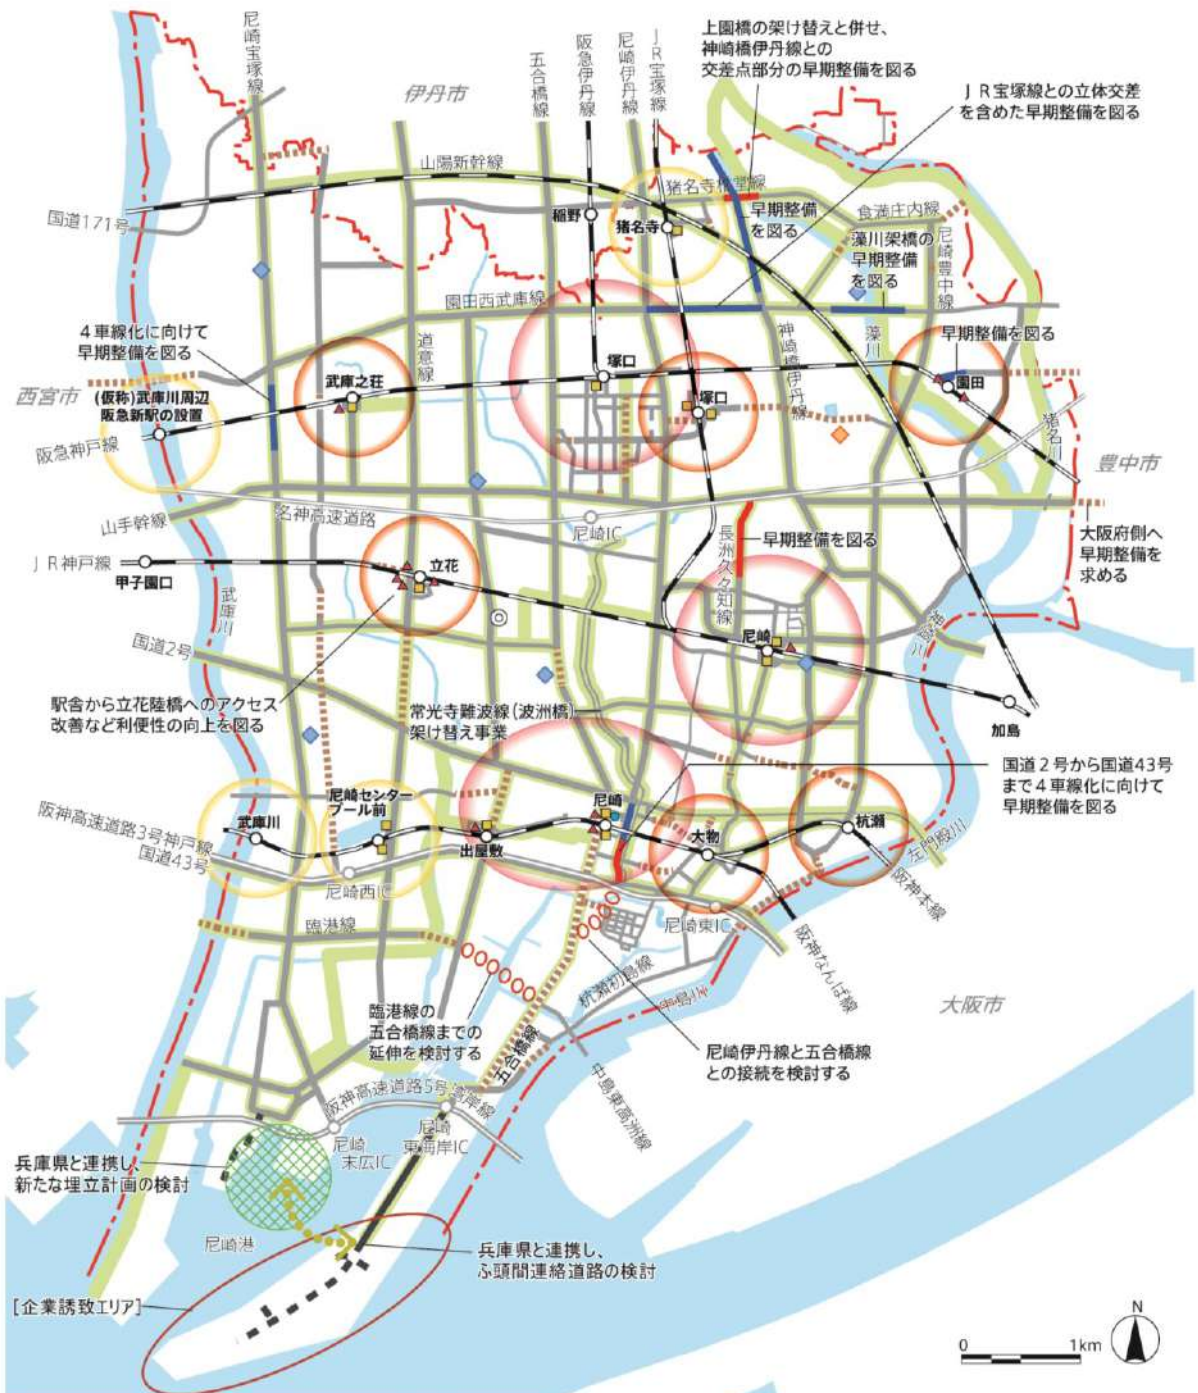 尼崎宝塚線
伊丹市
五合橋線
阪急伊丹線
尼崎伊丹線
JR宝塚線
上園橋の架け替えと併せ、
神崎橋伊丹線との
交差点部分の早期整備を図る
JR宝塚線との立体交差
を含めた早期整備を図る
山陽新幹線
国道171号
稲野
猪名寺
早期整備
を図る
食満庄内線
尼崎豊中線
藻川架橋の
早期整備
を図る
園田西武庫線
4車線化に向けて
早期整備を図る
道意線
神崎橋伊丹線
藻川
早期整備を図る
西宮市
(仮称)武庫川周辺
阪急新駅の設置
武庫之荘
塚口
塚口
園田
猪名川
豊中市
阪急神戸線
山手幹線
名神高速道路
尼崎IC
長洲久々知線
早期整備を図る
大阪府側へ
早期整備を
求める
JR神戸線
甲子園口
立花
武庫川
国道2号
尼崎
神崎川
加島
駅舎から立花陸橋へのアクセス
改善など利便性の向上を図る
常光寺難波線(波洲橋)
架け替え事業
国道2号から国道43号
まで4車線化に向けて
早期整備を図る
阪神高速道路3号神戸線
国道43号
武庫川
尼崎センター
プール前
出屋敷
尼崎
大物
杭瀬
左門殿川
阪神本線
尼崎西IC
尼崎東IC
阪神なんば線
臨港線
杭瀬初島線
中島川
大阪市
臨港線の
五合橋線までの
延伸を検討する
五合橋線
尼崎伊丹線と五合橋線
との接続を検討する
中島東高洲線
阪神高速道路5号湾岸線
尼崎
末広IC
尼崎
東海岸IC
兵庫県と連携し、
新たな埋立計画の検討
尼崎港
兵庫県と連携し、
ふ頭間連絡道路の検討
[企業誘致エリア]
N
0 1km